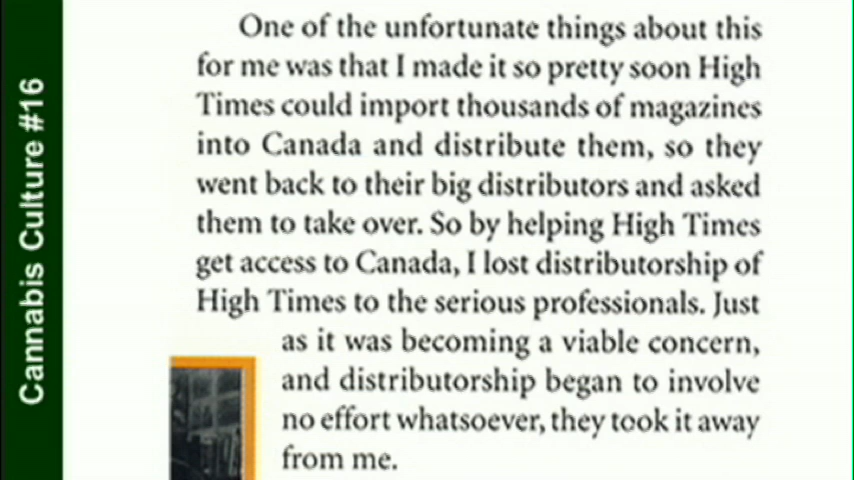 Cannabis Culture #16
One of the unfortunate things about this
for me was that I made it so pretty soon High
Times could import thousands of magazines
into Canada and distribute them, so they
went back to their big distributors and asked
them to take over. So by helping High Times
get access to Canada, I lost distributorship of
High Times to the serious professionals. Just
as it was becoming a viable concern,
and distributorship began to involve
no effort whatsoever, they took it away
from me.